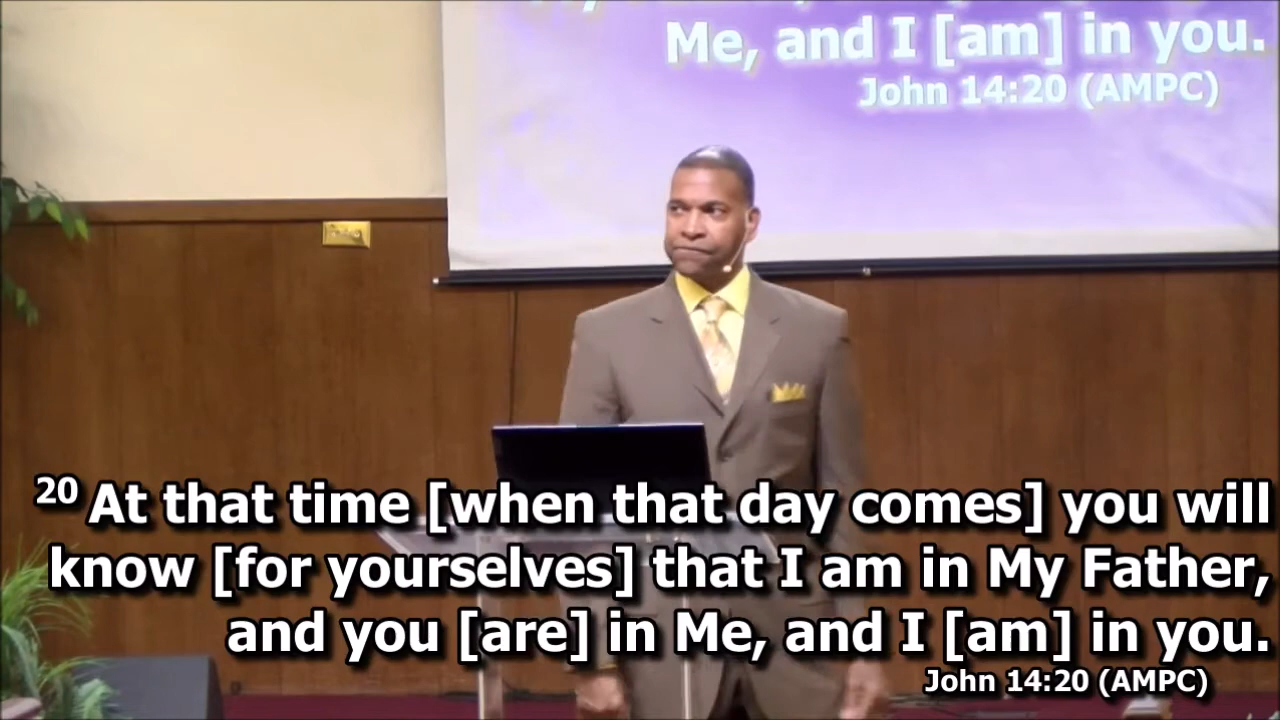 Me, and I [am] in you.
John 14:20 (AMPC)
20 At that time [when that day comes] you will
know [for yourselves] that I am in My Father,
and you [are] in Me, and I [am] in you.
John 14:20 (AMPC)